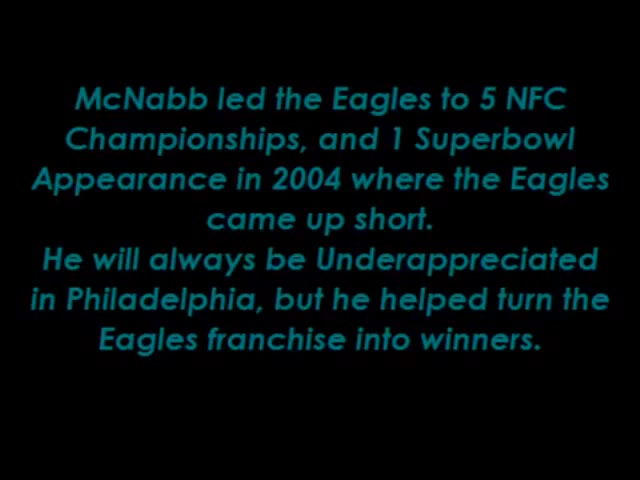 McNabb led the Eagles to 5 NFC
Championships, and 1 Superbowl
Appearance in 2004 where the Eagles
came up short.
He will always be Underappreciated
in Philadelphia, but he helped turn the
Eagles franchise into winners.